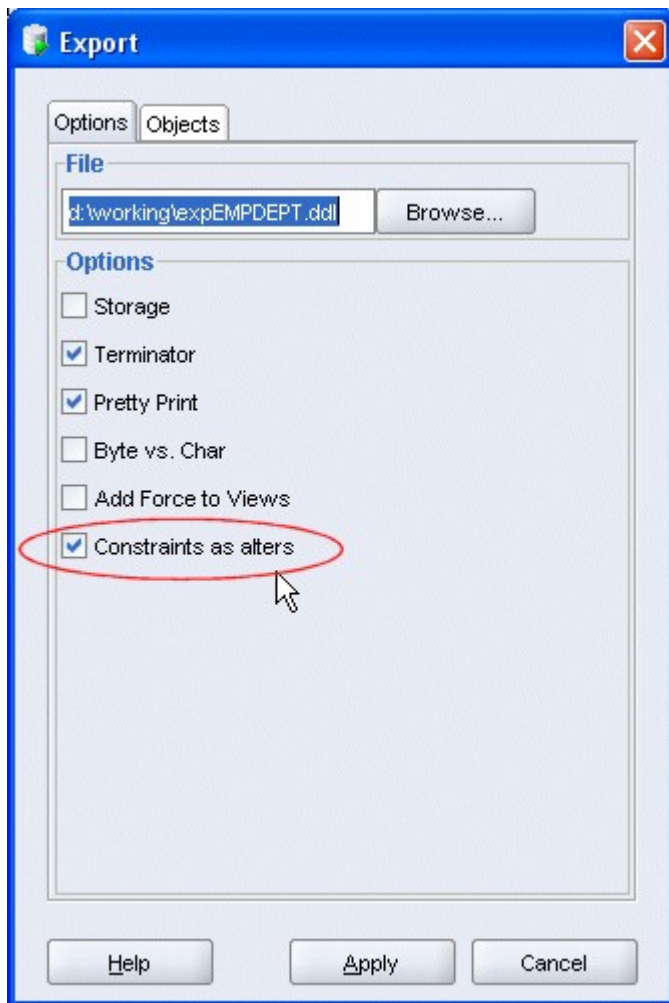 Export
Options Objects
File
d:\working\expEMPDEPT.ddl Browse...
Options
Storage
Terminator
Pretty Print
Byte vs. Char
Add Force to Views
Constraints as alters
Help Apply Cancel